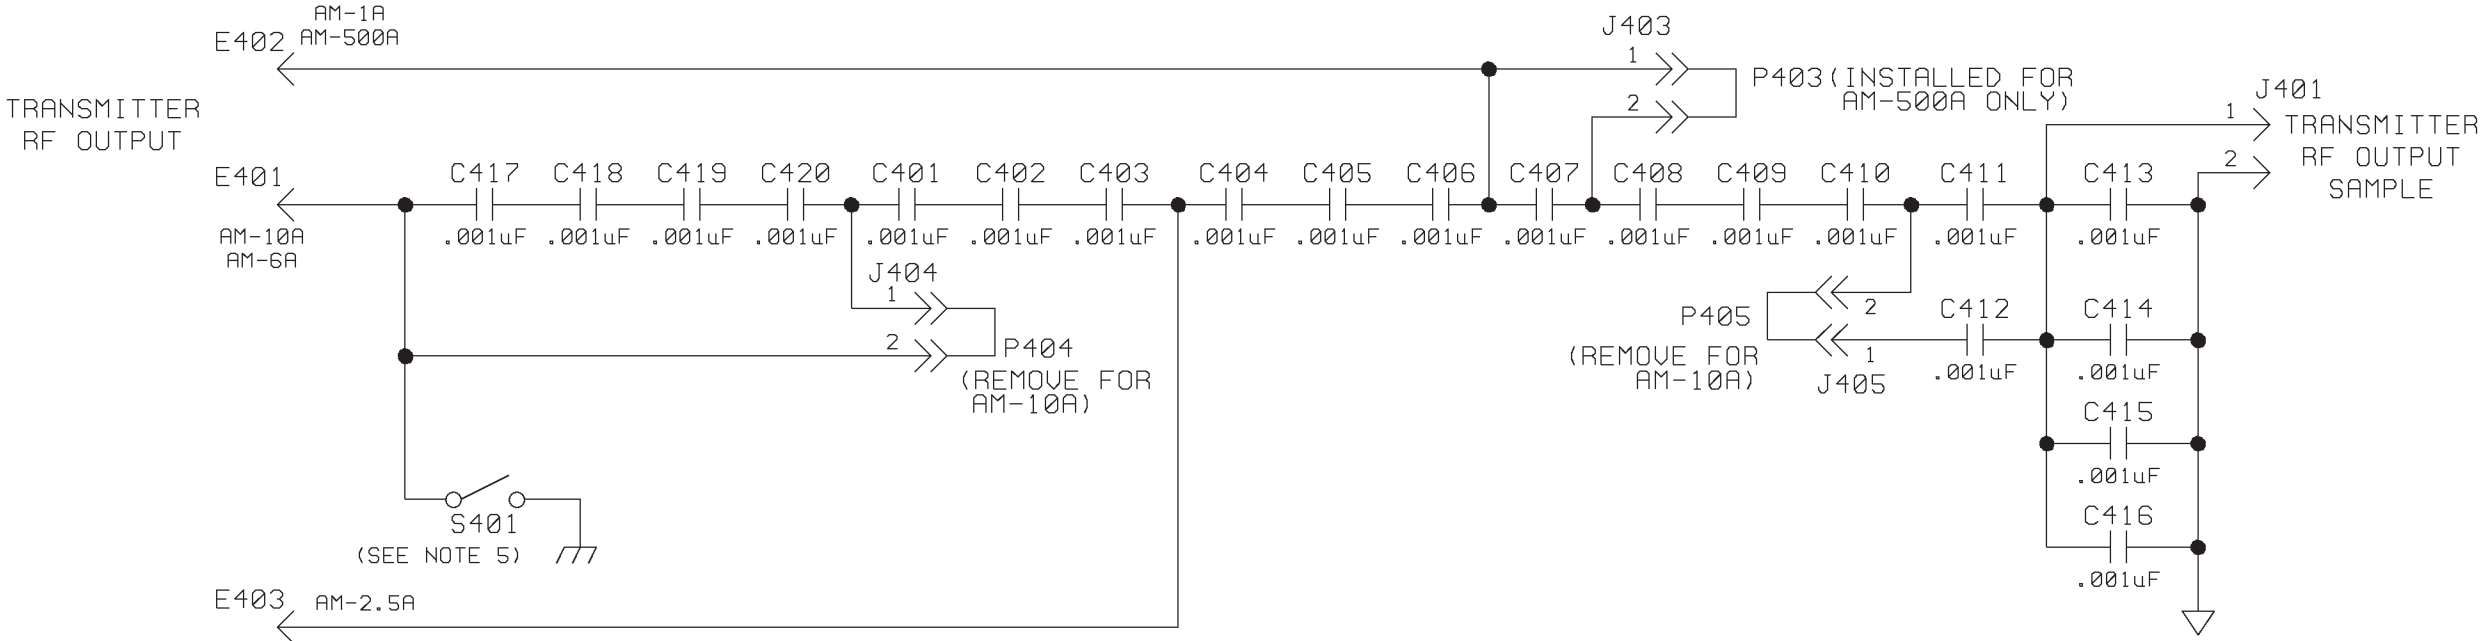 AM-1A
E402 AM-500A
J403
1
P403(INSTALLED FOR
AM-500A ONLY)
2
J401
1
TRANSMITTER
RF OUTPUT
TRANSMITTER
RF OUTPUT
SAMPLE
2
E401
C417 C418 C419 C420 C401 C402 C403 C404 C405 C406 C407 C408 C409 C410 C411 C413
.001uF .001uF .001uF .001uF .001uF .001uF .001uF .001uF .001uF .001uF .001uF .001uF .001uF .001uF .001uF .001uF
AM-10A
AM-6A
J404
1
2
P404
(REMOVE FOR
AM-10A)
P405
(REMOVE FOR
AM-10A)
2
1
J405
C412 C414
.001uF .001uF
C415
.001uF
C416
.001uF
S401
(SEE NOTE 5)
E403 AM-2.5A